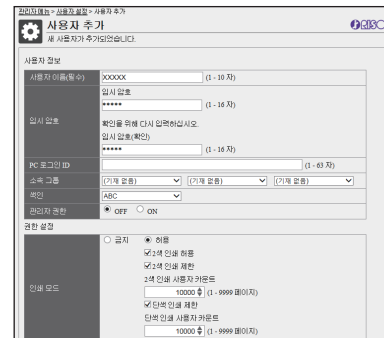 관리자 메뉴 > 사용자 설정 > 사용자 추가
사용자 추가
RISO
새 사용자가 추가되었습니다.
사용자 정보
사용자 이름(필수) XXXXX (1 - 10 자)
임시 암호
임시 암호
***** (1 - 16 자)
확인을 위해 다시 입력하십시오.
임시 암호(확인)
***** (1 - 16 자)
PC 로그인 ID (1 - 63 자)
소속 그룹 (기재 없음) (기재 없음) (기재 없음)
색인 ABC
관리자 권한 OFF ON
권한 설정
인쇄 모드
금지 허용
2색 인쇄 허용
2색 인쇄 제한
2색 인쇄 사용자 카운트
10000 (1 - 9999 페이지)
단색 인쇄 제한
단색 인쇄 사용자 카운트
10000 (1 - 9999 페이지)